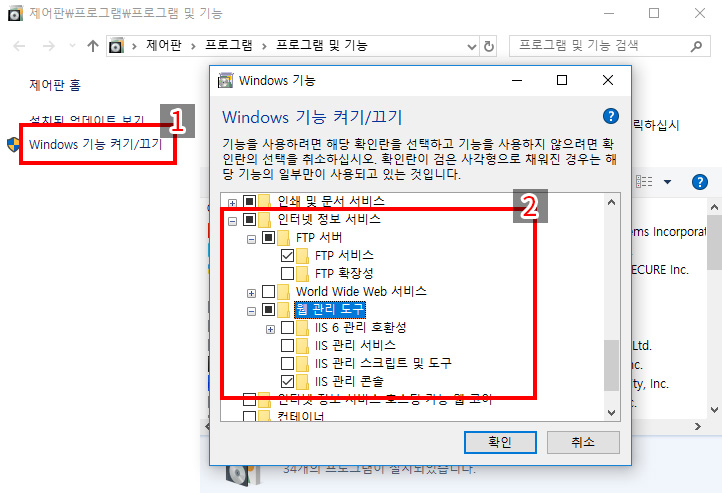 제어판₩프로그램₩프로그램 및 기능
제어판 > 프로그램 > 프로그램 및 기능
프로그램 및 기능 검색
제어판 홈
설치된 업데이트 보기
1
Windows 기능 켜기/끄기
Windows 기능
Windows 기능 켜기/끄기
기능을 사용하려면 해당 확인란을 선택하고 기능을 사용하지 않으려면 확
인란의 선택을 취소하십시오. 확인란이 검은 사각형으로 채워진 경우는 해
당 기능의 일부만이 사용되고 있는 것입니다.
릭하십시
인쇄 및 문서 서비스
2
인터넷 정보 서비스
FTP 서버
FTP 서비스
FTP 확장성
World Wide Web 서비스
웹 관리 도구
IIS 6 관리 호환성
IIS 관리 서비스
IIS 관리 스크립트 및 도구
IIS 관리 콘솔
인터넷 정보 서비스 호스팅 가능 웹 코어
컨테이너
확인
취소
ems Incorporat
ECURE Inc.
Ltd.
nc.
ity, Inc.
34개의 프로그램이 설치되었습니다.